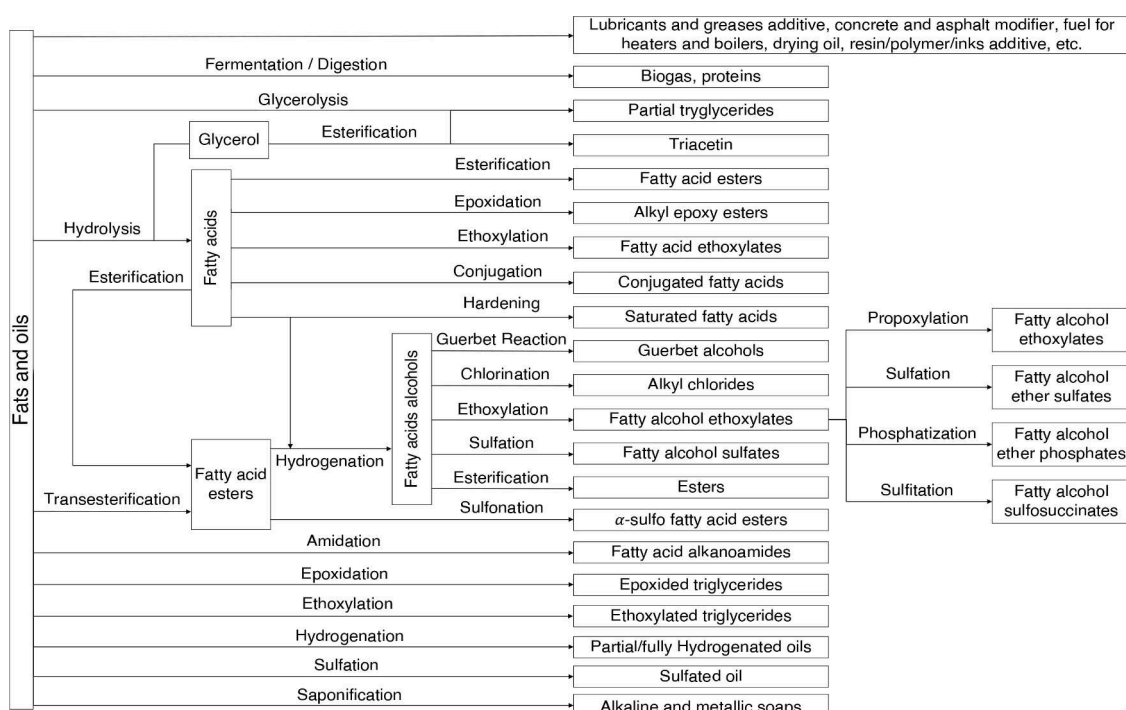 Lubricants and greases additive, concrete and asphalt modifier, fuel for
heaters and boilers, drying oil, resin/polymer/inks additive, etc.
Fats and oils
Fermentation / Digestion
Biogas, proteins
Glycerolysis
Partial tryglycerides
Glycerol
Esterification
Triacetin
Hydrolysis
Fatty acids
Esterification
Fatty acid esters
Epoxidation
Alkyl epoxy esters
Ethoxylation
Fatty acid ethoxylates
Conjugation
Conjugated fatty acids
Hardening
Saturated fatty acids
Esterification
Fatty acids alcohols
Guerbet Reaction
Guerbet alcohols
Chlorination
Alkyl chlorides
Ethoxylation
Fatty alcohol ethoxylates
Sulfation
Fatty alcohol sulfates
Esterification
Esters
Propoxylation
Fatty alcohol
ethoxylates
Sulfation
Fatty alcohol
ether sulfates
Phosphatization
Fatty alcohol
ether phosphates
Sulfitation
Fatty alcohol
sulfosuccinates
Hydrogenation
Transesterification
Fatty acid
esters
Sulfonation
α-sulfo fatty acid esters
Amidation
Fatty acid alkanoamides
Epoxidation
Epoxided triglycerides
Ethoxylation
Ethoxylated triglycerides
Hydrogenation
Partial/fully Hydrogenated oils
Sulfation
Sulfated oil
Saponification
Alkaline and metallic soaps